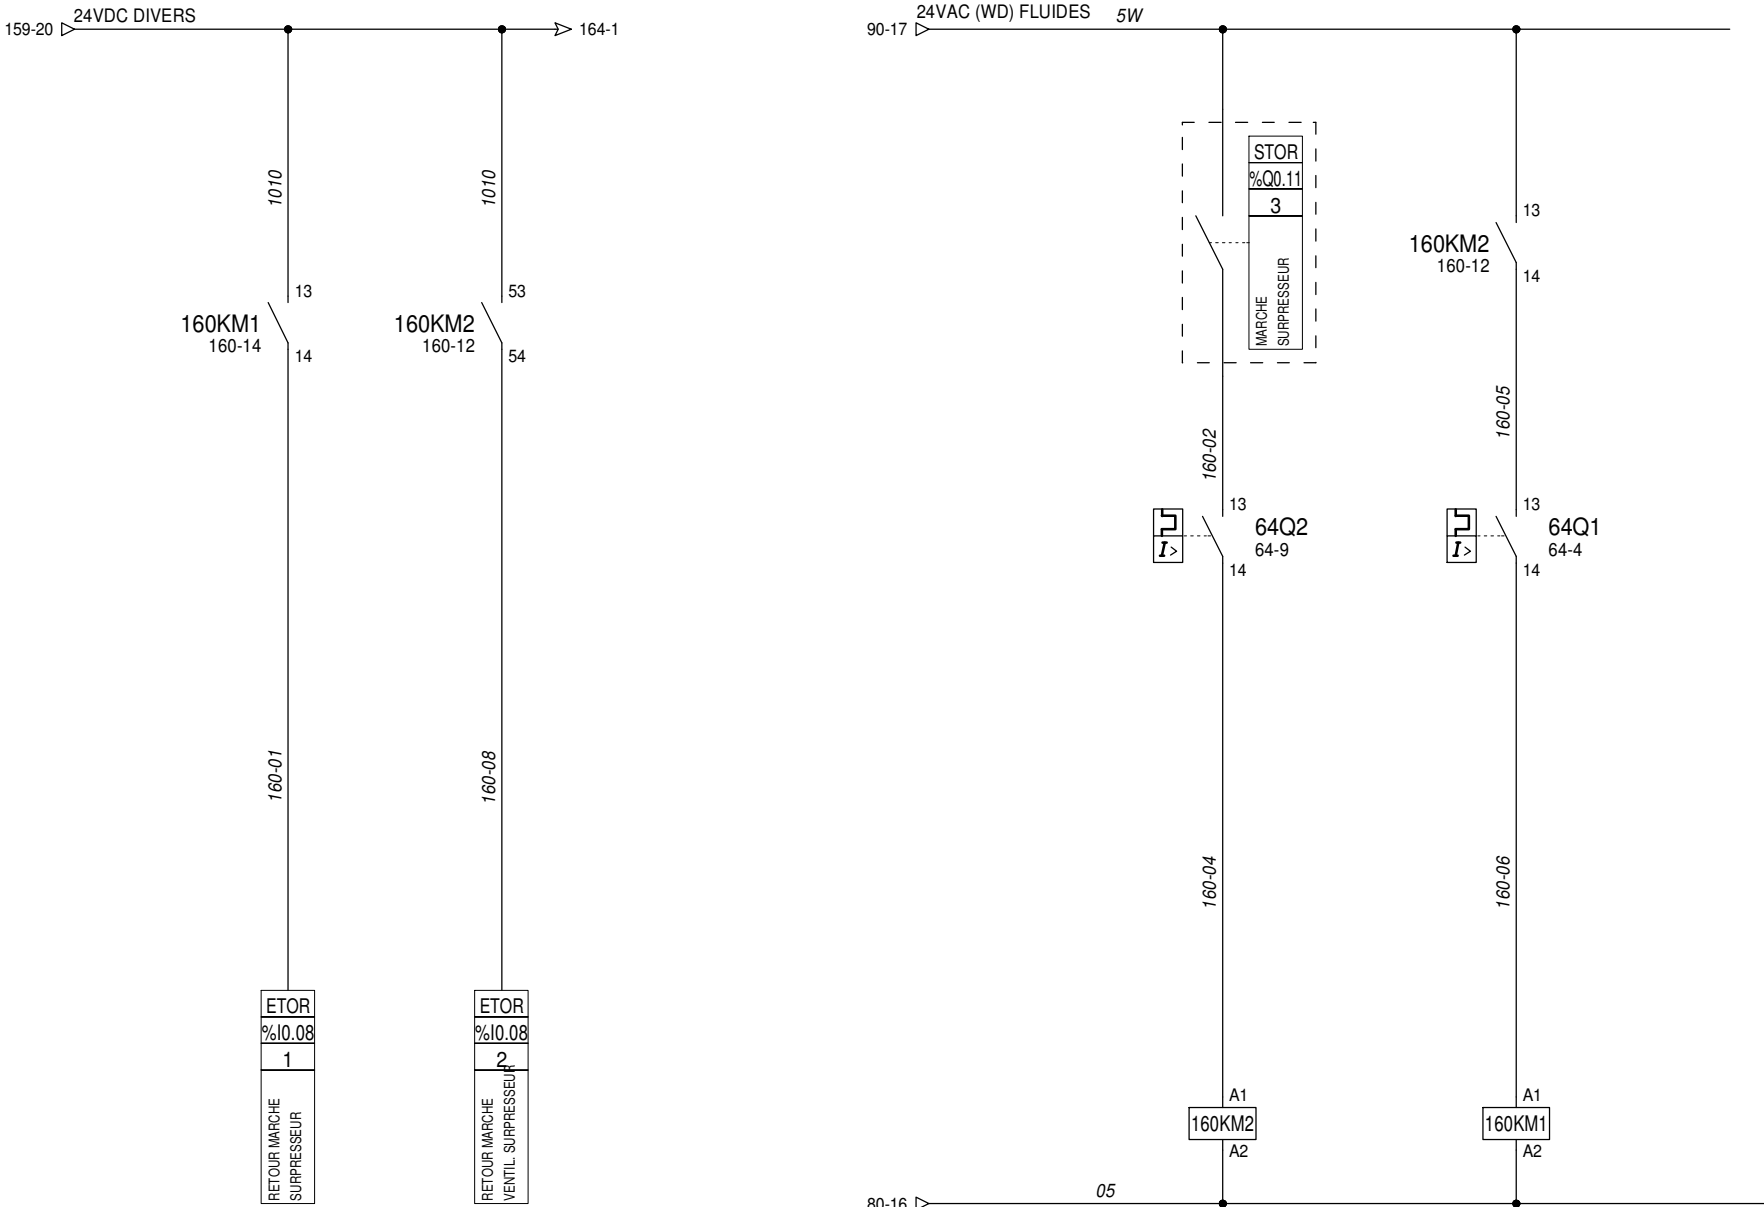 24VDC DIVERS
159-20
164-1
1010
1010
13
160KM1
160-14
14
53
160KM2
160-12
54
160-01
160-08
ETOR
%I0.08
1
RETOUR MARCHE
SURPRESSEUR
ETOR
%I0.08
2
RETOUR MARCHE
VENTIL. SURPRESSEUR
24VAC (WD) FLUIDES 5W
90-17
STOR
%Q0.11
3
MARCHE
SURPRESSEUR
160-02
13
I>
64Q2
64-9
14
160-04
A1
160KM2
A2
13
160KM2
160-12
14
160-05
13
I>
64Q1
64-4
14
160-06
A1
160KM1
A2
05
80-16